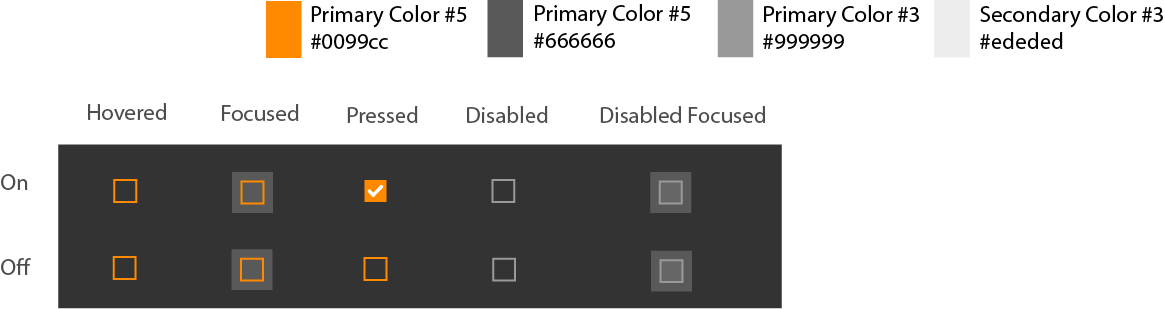 Primary Color #5
#0099cc
Primary Color #5
#666666
Primary Color #3
#999999
Secondary Color #3
#ededed
Hovered
Focused
Pressed
Disabled
Disabled Focused
On
Off